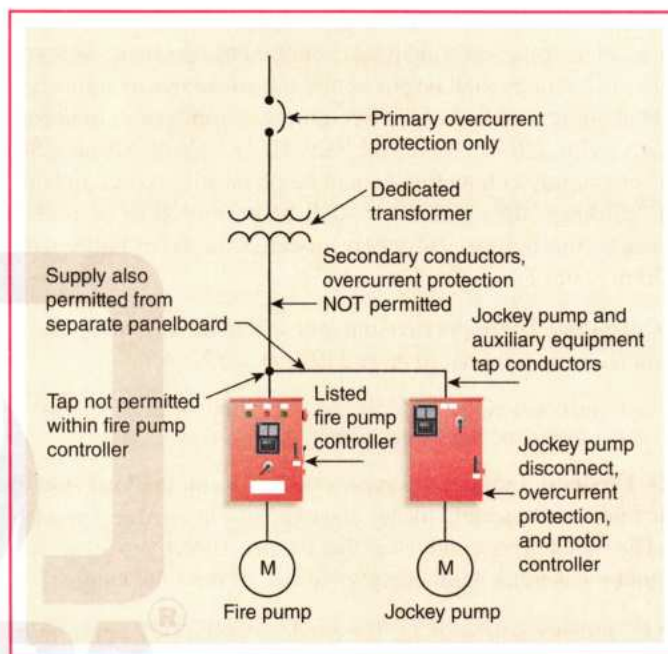 Primary overcurrent
protection only
Dedicated
transformer
Secondary conductors,
overcurrent protection
NOT permitted
Supply also
permitted from
separate panelboard
Jockey pump and
auxiliary equipment
tap conductors
Tap not permitted
within fire pump
controller
Listed
fire pump
controller
Jockey pump
disconnect,
overcurrent
protection,
and motor
controller
M
M
Fire pump
Jockey pump
®